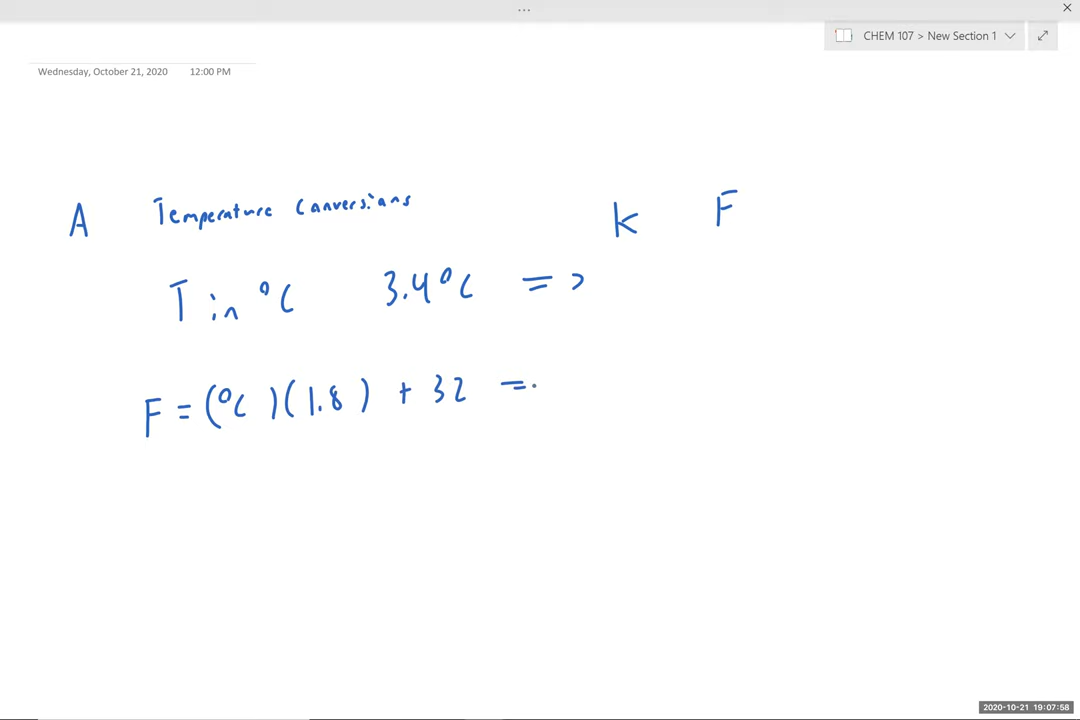 CHEM 107 > New Section 1
Wednesday, October 21, 2020 12:00 PM
A Temperature Conversions K F
T in °C 3.4°C =>
F = (°C)(1.8) + 32 =
2020-10-21 19:07:58